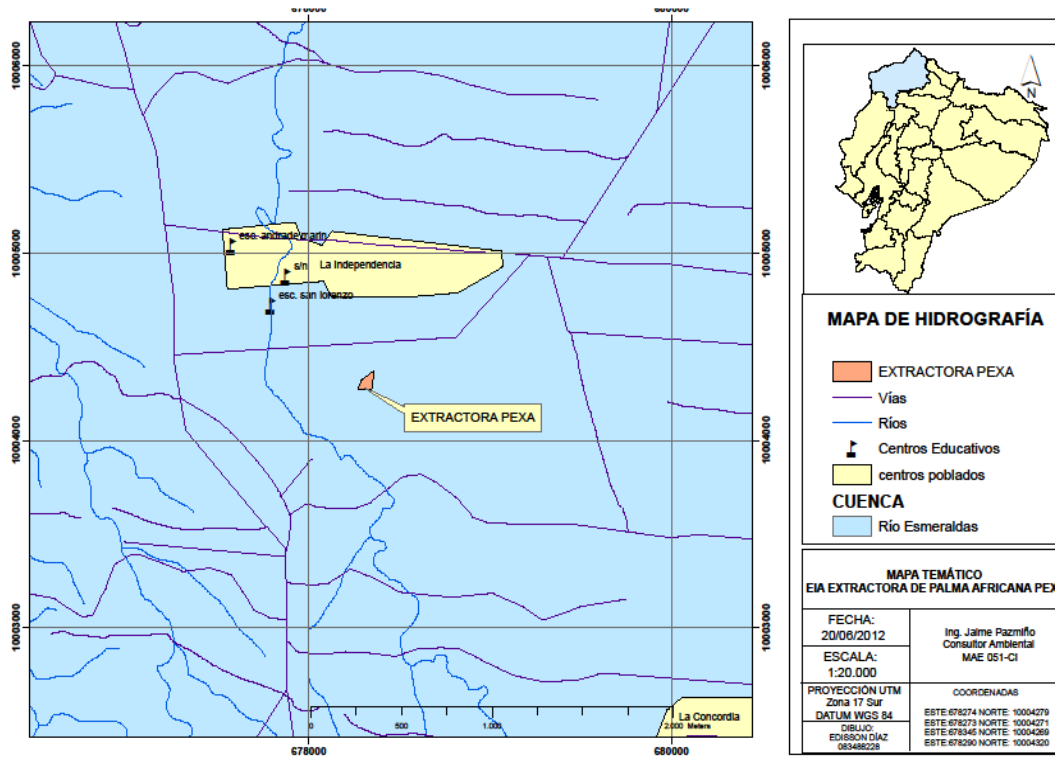 678000
680000
10006000
10006000
esc. andrade marin
10005000
10005000
s/n
La Independencia
esc. san lorenzo
EXTRACTORA PEXA
10004000
10004000
10003000
10003000
0
500
1.000
2.000
Meters
La Concordia
678000
680000
N
MAPA DE HIDROGRAFÍA
EXTRACTORA PEXA
Vías
Ríos
Centros Educativos
centros poblados
CUENCA
Río Esmeraldas
MAPA TEMÁTICO
EIA EXTRACTORA DE PALMA AFRICANA PEX
FECHA:
20/06/2012
Ing. Jaime Pazmiño
Consultor Ambiental
MAE 051-CI
ESCALA:
1:20.000
PROYECCIÓN UTM
Zona 17 Sur
DATUM WGS 84
DIBUJO:
EDISSON DÍAZ
083488228
COORDENADAS
ESTE:678274 NORTE: 10004279
ESTE:678273 NORTE: 10004271
ESTE:678345 NORTE: 10004269
ESTE:678290 NORTE: 10004320